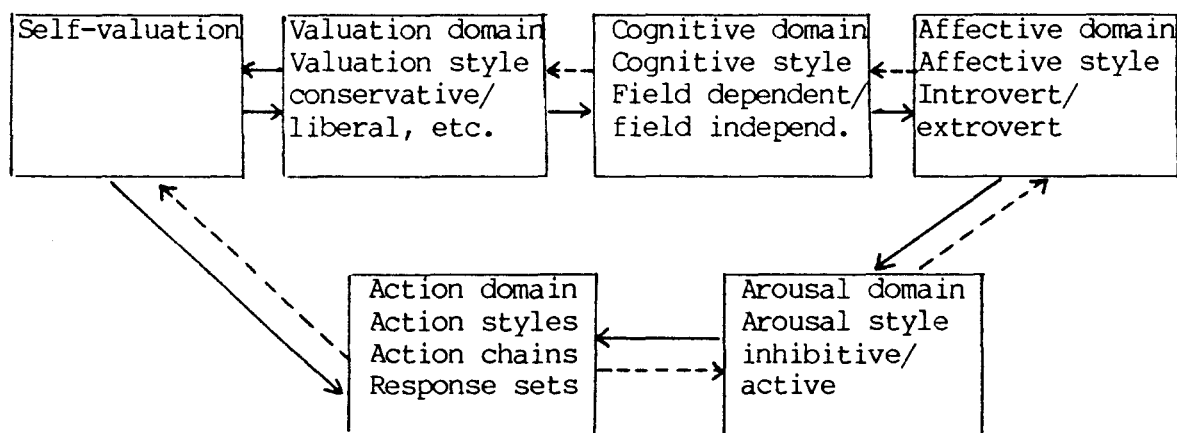 Self-valuation
Valuation domain
Valuation style
conservative/
liberal, etc.
Cognitive domain
Cognitive style
Field dependent/
field independ.
Affective domain
Affective style
Introvert/
extrovert
Action domain
Action styles
Action chains
Response sets
Arousal domain
Arousal style
inhibitive/
active